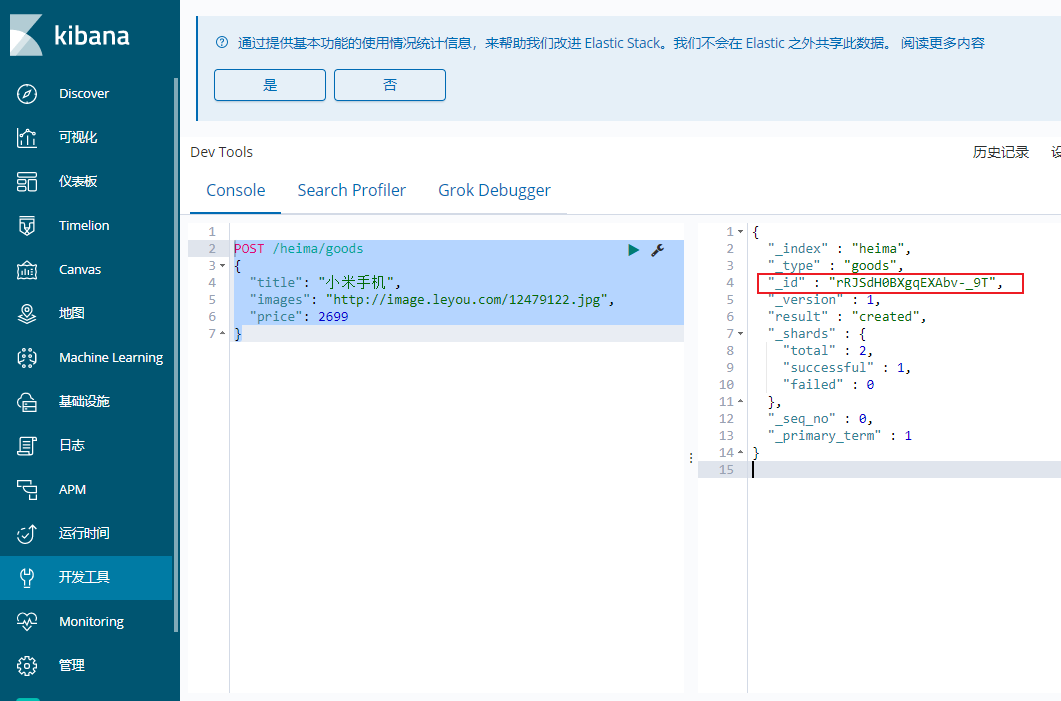 kibana
Discover
可视化
仪表板
Timelion
Canvas
地图
Machine Learning
基础设施
日志
APM
运行时间
开发工具
Monitoring
管理
通过提供基本功能的使用情况统计信息，来帮助我们改进 Elastic Stack。我们不会在 Elastic 之外共享此数据。 阅读更多内容
是 否
Dev Tools 历史记录
Console Search Profiler Grok Debugger
1
2 POST /heima/goods
3 {
4 "title": "小米手机",
5 "images": "http://image.leyou.com/12479122.jpg",
6 "price": 2699
7 }
1 {
2 "_index" : "heima",
3 "_type" : "goods",
4 "_id" : "rRJSdH0BXgqEXAbv-_9T",
5 "_version" : 1,
6 "result" : "created",
7 "_shards" : {
8 "total" : 2,
9 "successful" : 1,
10 "failed" : 0
11 },
12 "_seq_no" : 0,
13 "_primary_term" : 1
14 }
15